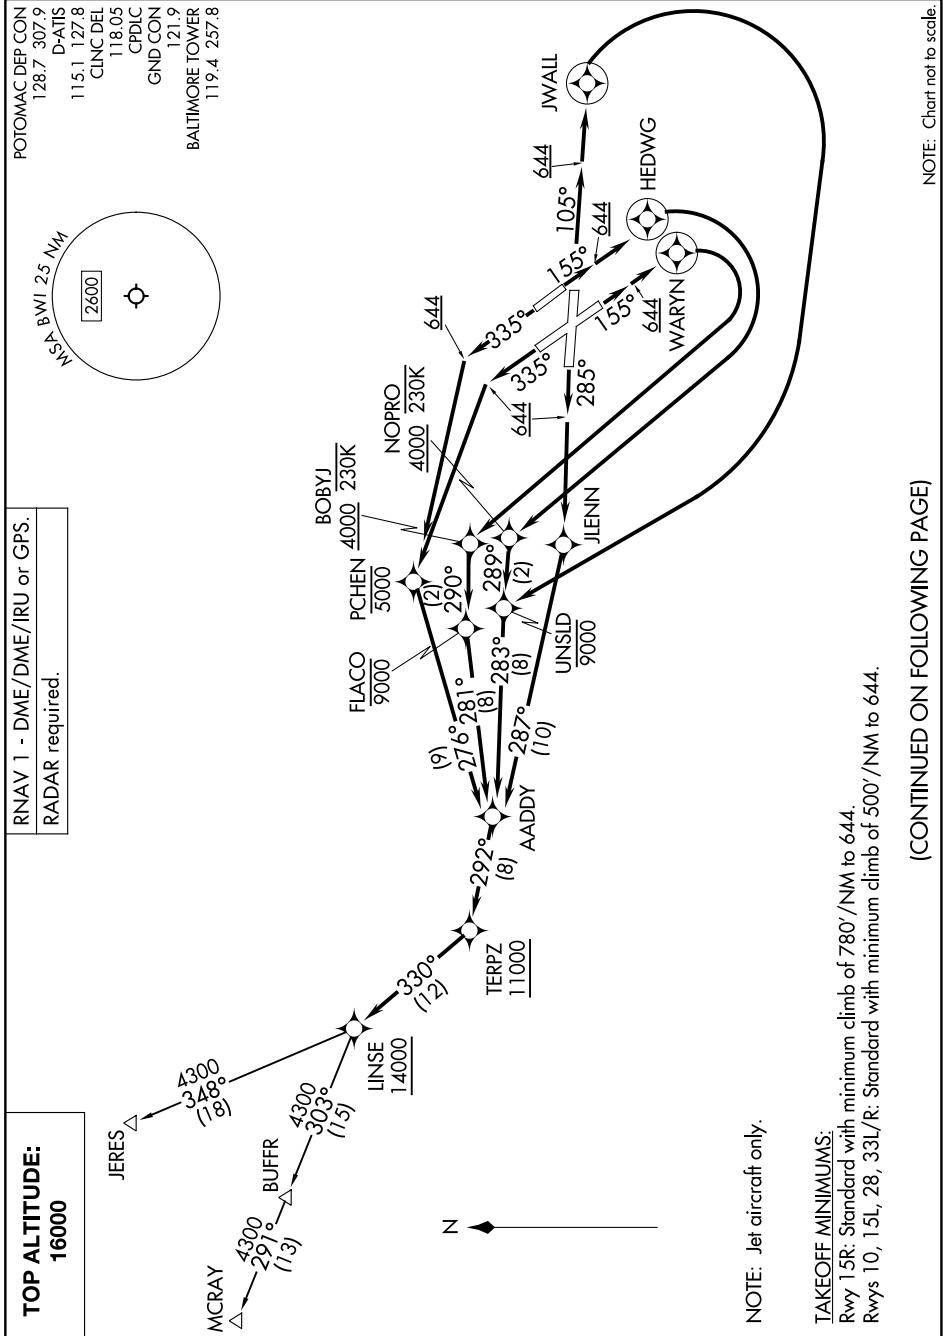 TOP ALTITUDE:
16000
RNAV 1 - DME/DME/IRU or GPS.
RADAR required.
MSA BWI 25 NM
2600
POTOMAC DEP CON
128.7 307.9
D-ATIS
115.1 127.8
CLNC DEL
118.05
CPDLC
GND CON
121.9
BALTIMORE TOWER
119.4 257.8
JERES
4300
348°
(18)
MCRAY
4300
291°
(13)
BUFFR
4300
303°
(15)
LINSE
14000
330°
(12)
TERPZ
11000
292°
(8)
AADDY
(9)
276°
281°
(8)
283°
(8)
287°
(10)
FLACO
9000
PCHEN
5000
BOBYJ
4000 230K
NOPRO
4000 230K
(2)
290°
289°
(2)
UNSLD
9000
JENN
644
335°
335°
644
285°
155°
644
155°
644
105°
644
JWALL
HEDWG
WARYN
N
NOTE: Jet aircraft only.
TAKEOFF MINIMUMS:
Rwy 15R: Standard with minimum climb of 780'/NM to 644.
Rwys 10, 15L, 28, 33L/R: Standard with minimum climb of 500'/NM to 644.
(CONTINUED ON FOLLOWING PAGE)
NOTE: Chart not to scale.